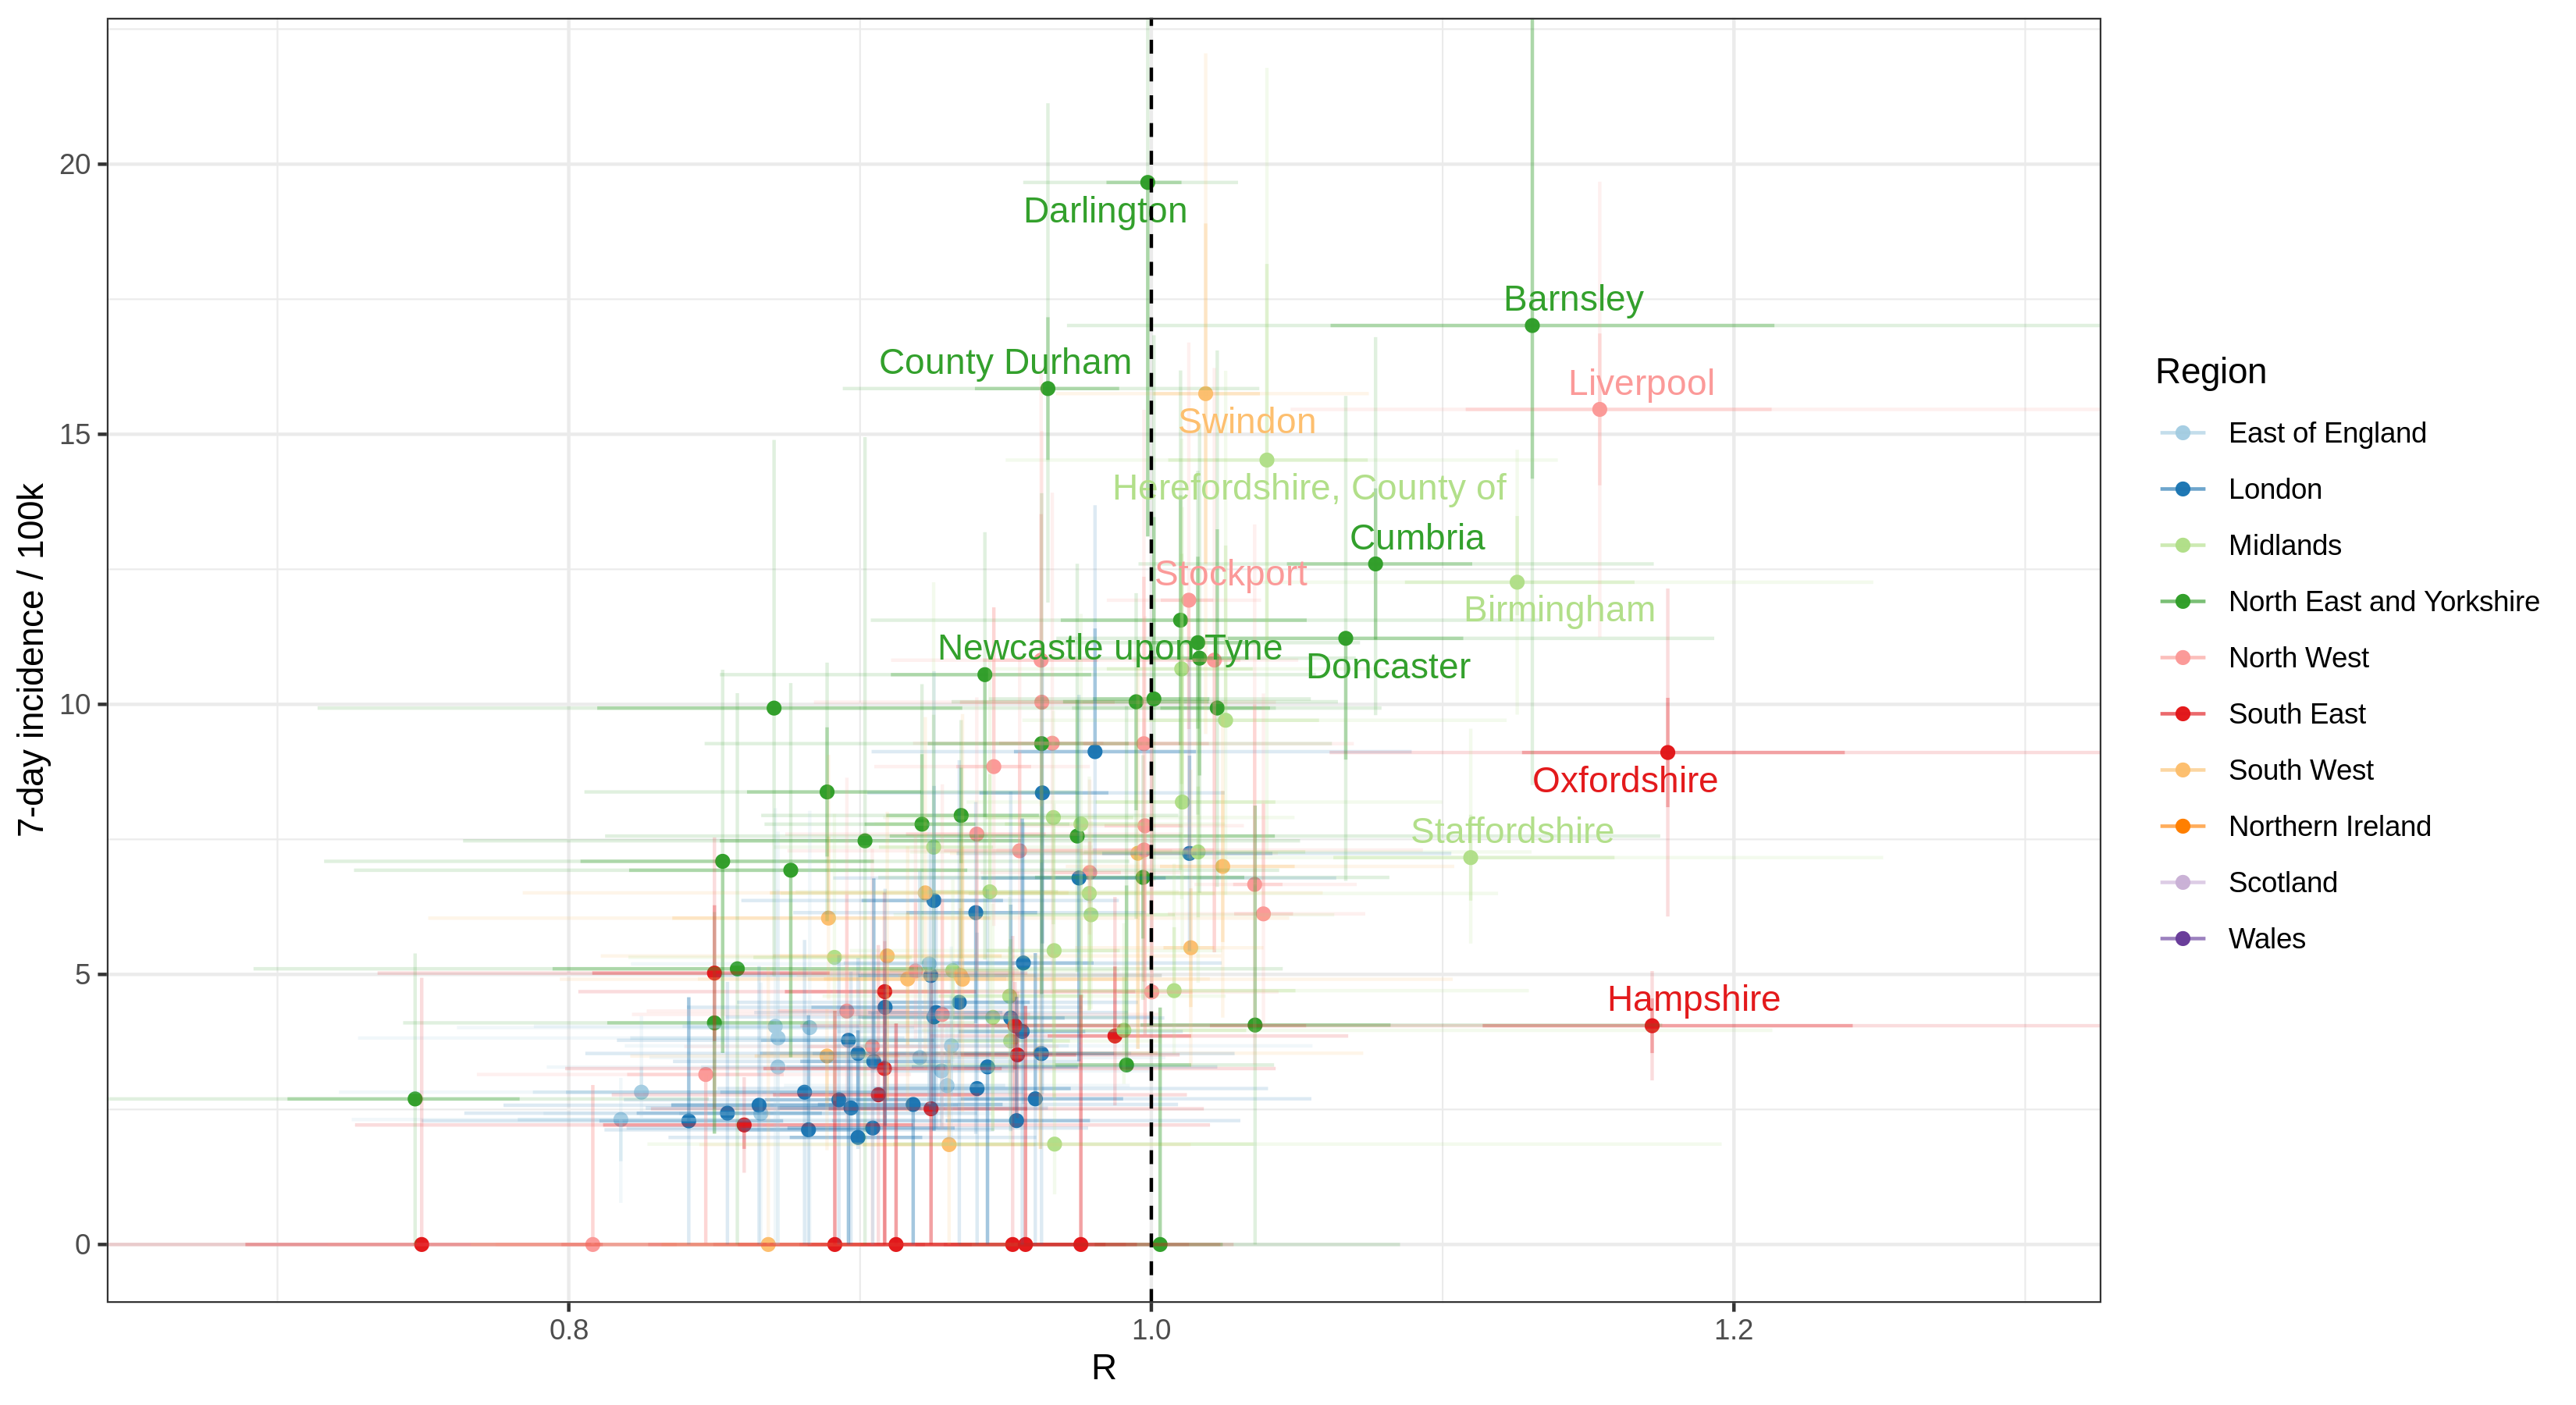 20
Darlington
Barnsley
County Durham
Liverpool
Swindon
15
Herefordshire, County of
Cumbria
Stockport
Birmingham
Newcastle upon Tyne
Doncaster
10
Oxfordshire
Staffordshire
5
Hampshire
0
7-day incidence / 100k
0.8
1.0
1.2
R
Region
East of England
London
Midlands
North East and Yorkshire
North West
South East
South West
Northern Ireland
Scotland
Wales